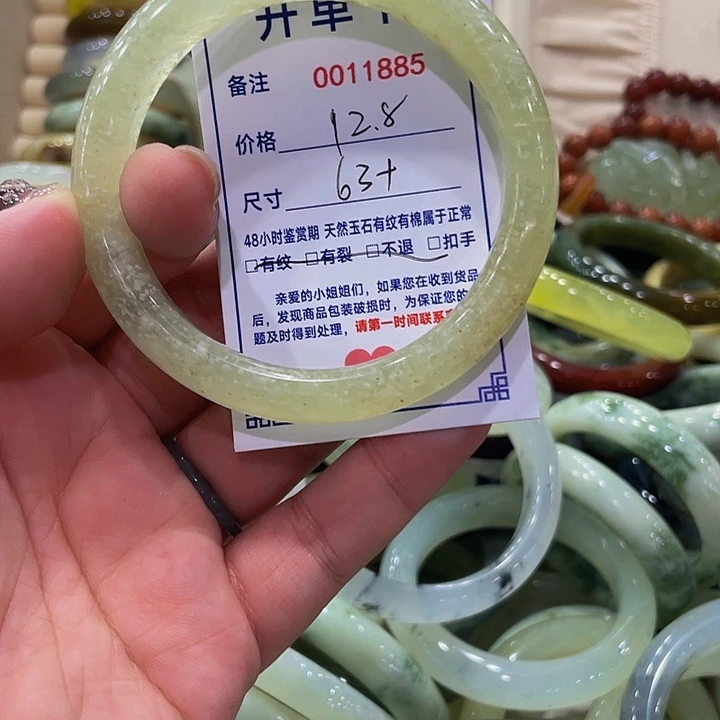 开单卡
备注 0011885
价格 12.8
尺寸 63+
48小时鉴赏期 天然玉石有纹有棉属于正常
□有纹 □有裂 □不退 □扣手
亲爱的小姐姐们，如果您在收到货品
后，发现商品包装破损时，为保证您的
题及时得到处理，请第一时间联系